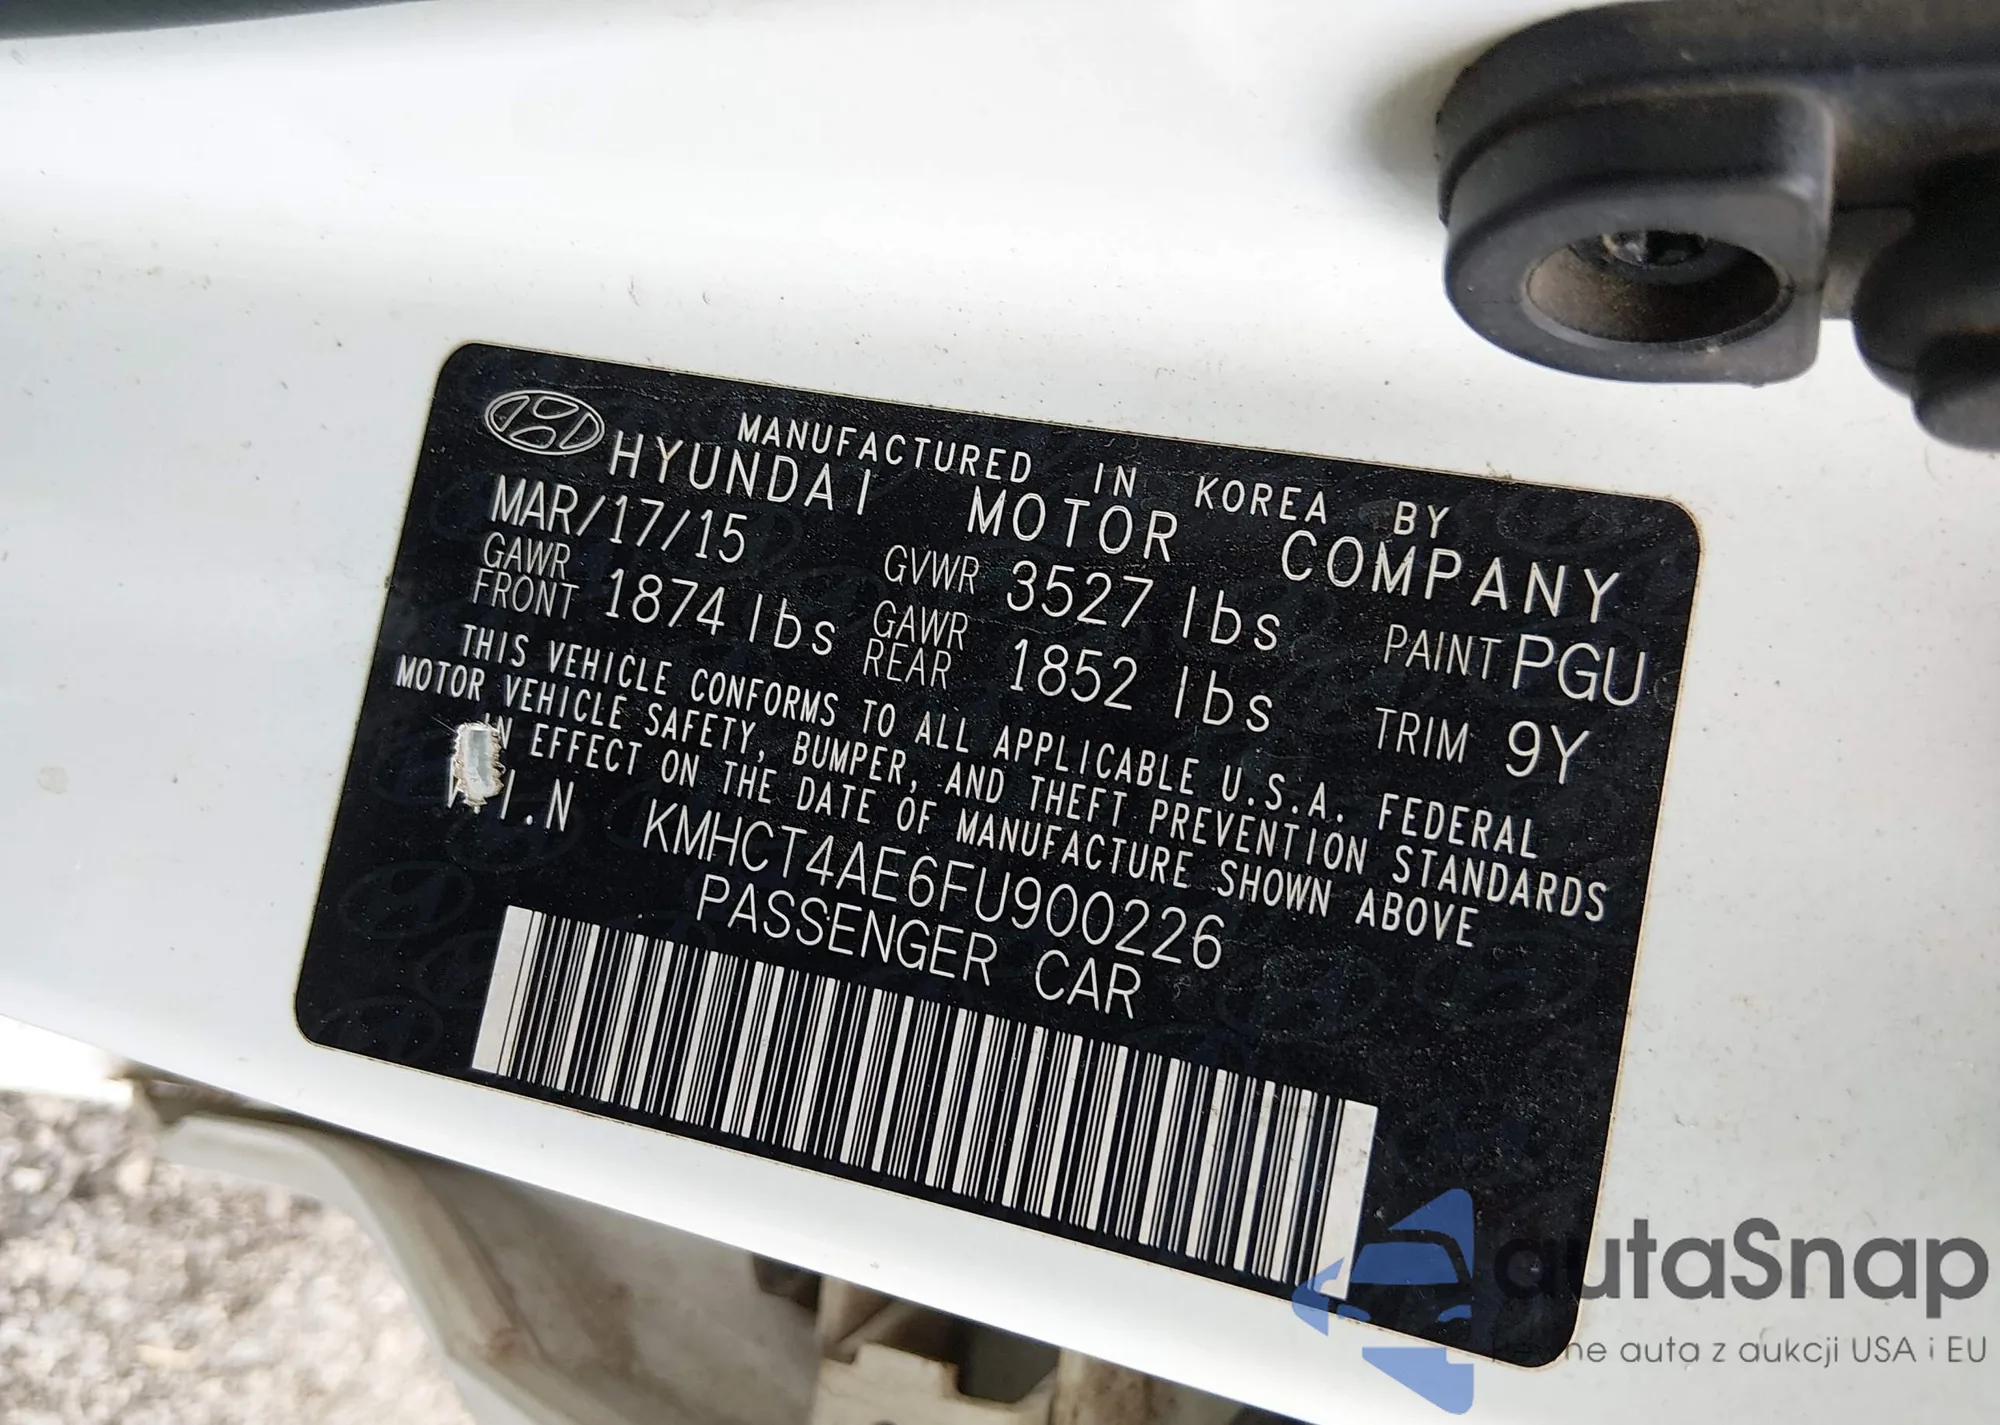 MANUFACTURED IN KOREA BY
HYUNDAI MOTOR COMPANY
MAR/17/15 GVWR 3527 lbs PAINT PGU
GAWR FRONT 1874 lbs GAWR REAR 1852 lbs TRIM 9Y
THIS VEHICLE CONFORMS TO ALL APPLICABLE U.S.A. FEDERAL
MOTOR VEHICLE SAFETY, BUMPER, AND THEFT PREVENTION STANDARDS
IN EFFECT ON THE DATE OF MANUFACTURE SHOWN ABOVE
V.I.N KMHCT4AE6FU900226
PASSENGER CAR
autaSnap
auta z aukcji USA i EU